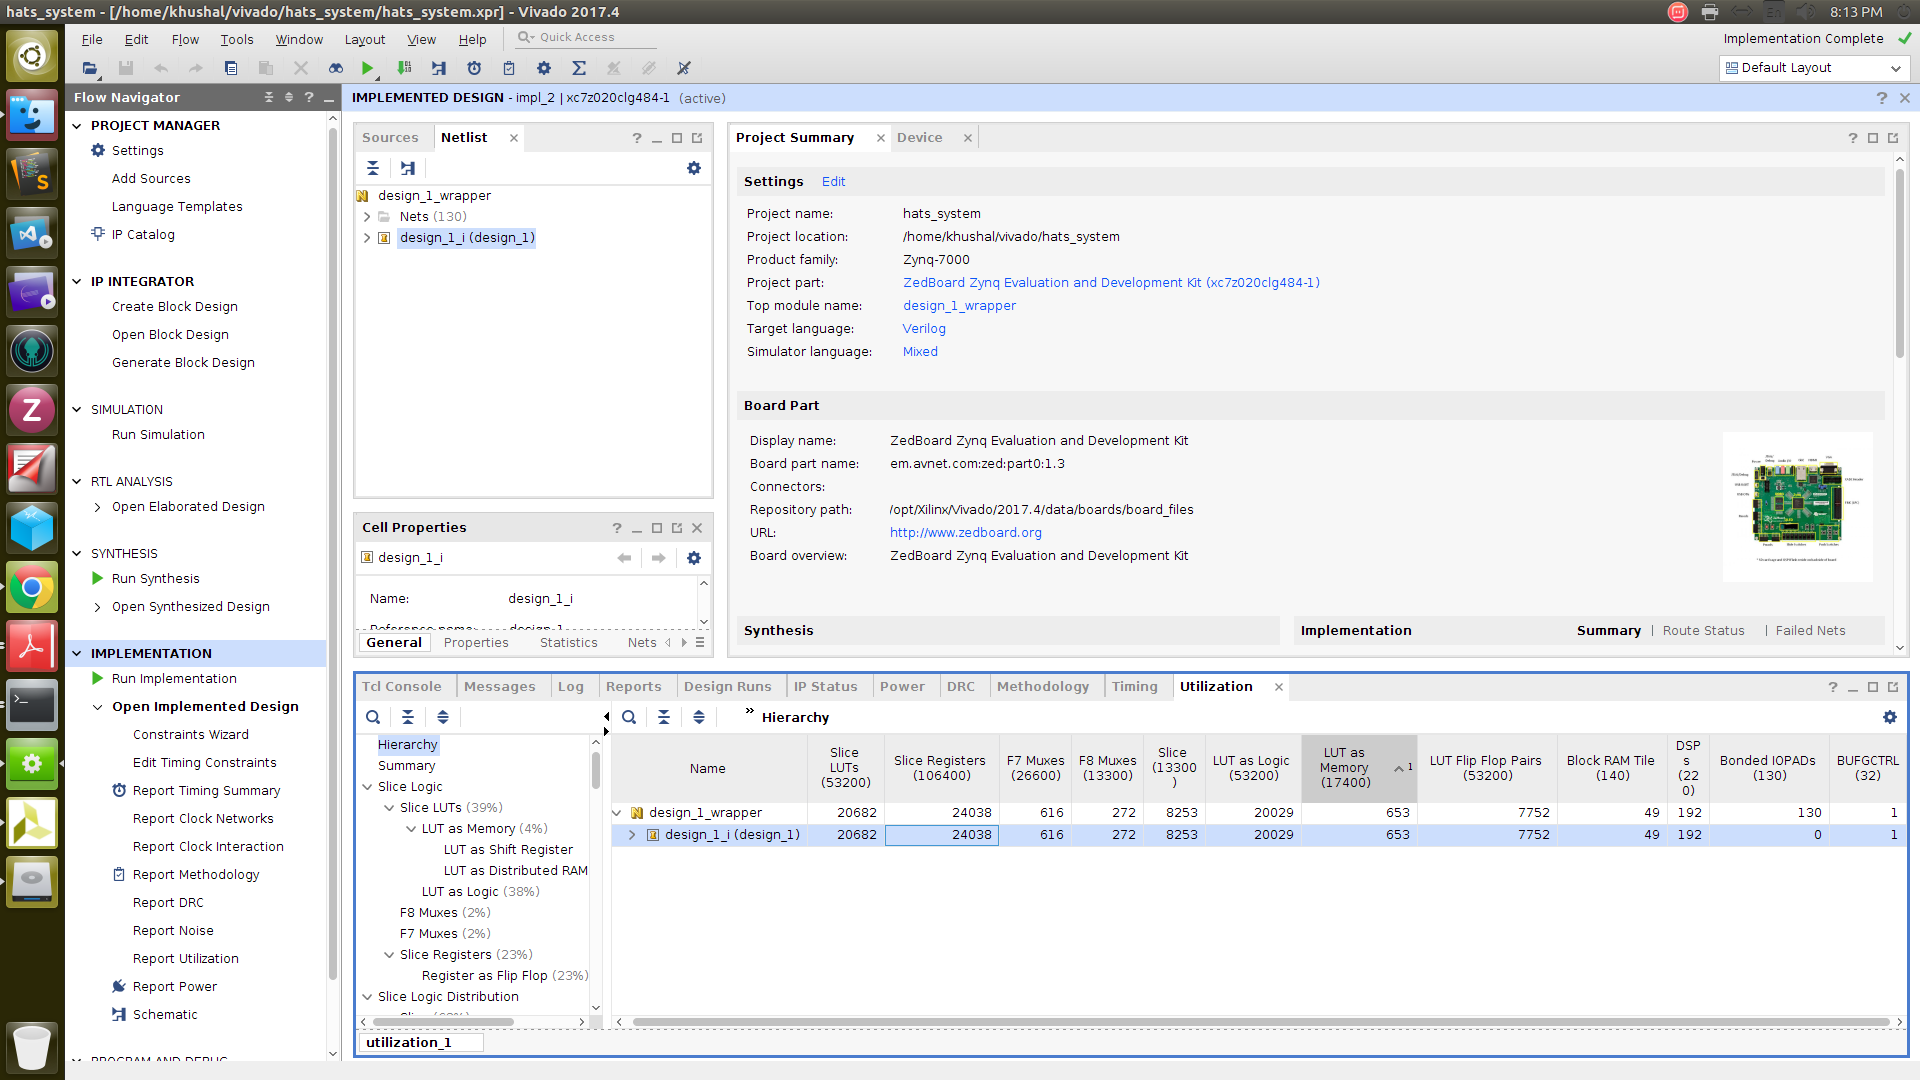 hats_system - [/home/khushal/vivado/hats_system/hats_system.xpr] - Vivado 2017.4
En
8:13 PM
File Edit Flow Tools Window Layout View Help
Quick Access
Implementation Complete
Default Layout
Flow Navigator
PROJECT MANAGER
Settings
Add Sources
Language Templates
IP Catalog
IP INTEGRATOR
Create Block Design
Open Block Design
Generate Block Design
SIMULATION
Run Simulation
RTL ANALYSIS
Open Elaborated Design
SYNTHESIS
Run Synthesis
Open Synthesized Design
IMPLEMENTATION
Run Implementation
Open Implemented Design
Constraints Wizard
Edit Timing Constraints
Report Timing Summary
Report Clock Networks
Report Clock Interaction
Report Methodology
Report DRC
Report Noise
Report Utilization
Report Power
Schematic
PROGRAM AND DEBUG
IMPLEMENTED DESIGN - impl_2 | xc7z020clg484-1 (active)
Sources Netlist
design_1_wrapper
Nets (130)
design_1_i (design_1)
Cell Properties
design_1_i
Name: design_1_i
Reference name: design_1
General Properties Statistics Nets
Project Summary Device
Settings Edit
Project name: hats_system
Project location: /home/khushal/vivado/hats_system
Product family: Zynq-7000
Project part: ZedBoard Zynq Evaluation and Development Kit (xc7z020clg484-1)
Top module name: design_1_wrapper
Target language: Verilog
Simulator language: Mixed
Board Part
Display name: ZedBoard Zynq Evaluation and Development Kit
Board part name: em.avnet.com:zed:part0:1.3
Connectors:
Repository path: /opt/Xilinx/Vivado/2017.4/data/boards/board_files
URL: http://www.zedboard.org
Board overview: ZedBoard Zynq Evaluation and Development Kit
Synthesis
Implementation Summary | Route Status | Failed Nets
Tcl Console Messages Log Reports Design Runs IP Status Power DRC Methodology Timing Utilization
Hierarchy
Summary
Slice Logic
Slice LUTs (39%)
LUT as Memory (4%)
LUT as Shift Register
LUT as Distributed RAM
LUT as Logic (38%)
F8 Muxes (2%)
F7 Muxes (2%)
Slice Registers (23%)
Register as Flip Flop (23%)
Slice Logic Distribution
Hierarchy
Name Slice LUTs (53200) Slice Registers (106400) F7 Muxes (26600) F8 Muxes (13300) Slice (13300) LUT as Logic (53200) LUT as Memory (17400) 1 LUT Flip Flop Pairs (53200) Block RAM Tile (140) DSPs (220) Bonded IOPADs (130) BUFGCTRL (32)
design_1_wrapper 20682 24038 616 272 8253 20029 653 7752 49 192 130 1
design_1_i (design_1) 20682 24038 616 272 8253 20029 653 7752 49 192 0 1
utilization_1